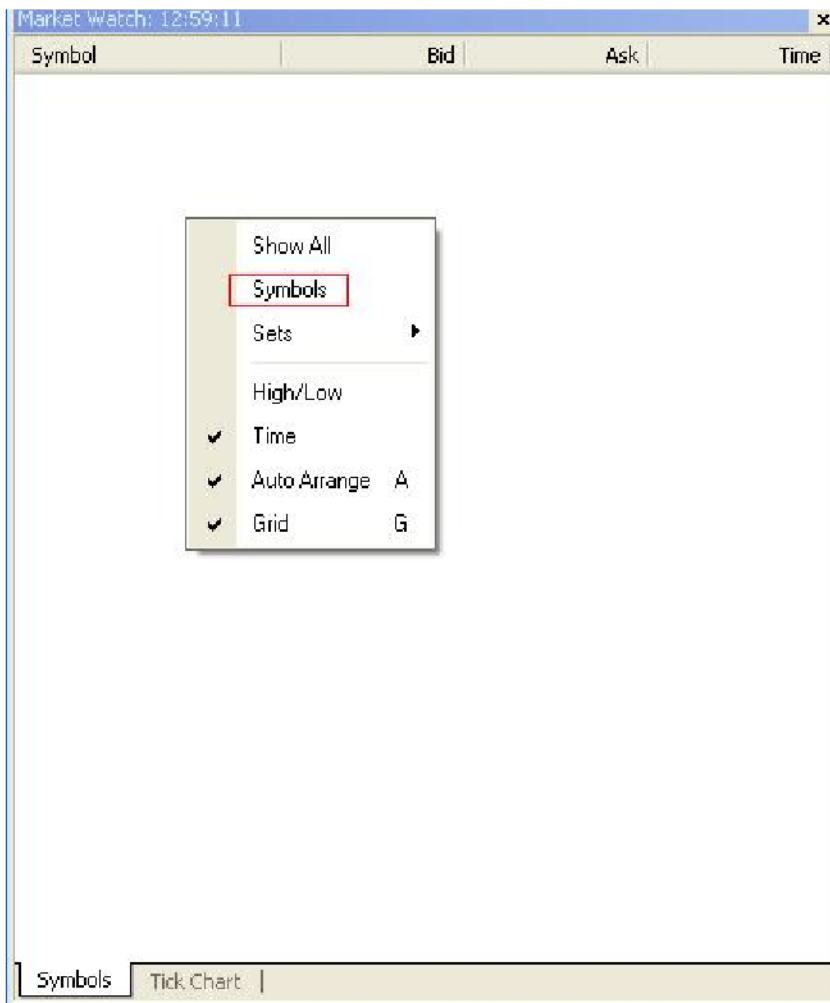 Market Watch: 12:59:11
Symbol Bid Ask Time
Show All
Symbols
Sets
High/Low
Time
Auto Arrange A
Grid G
Symbols Tick Chart